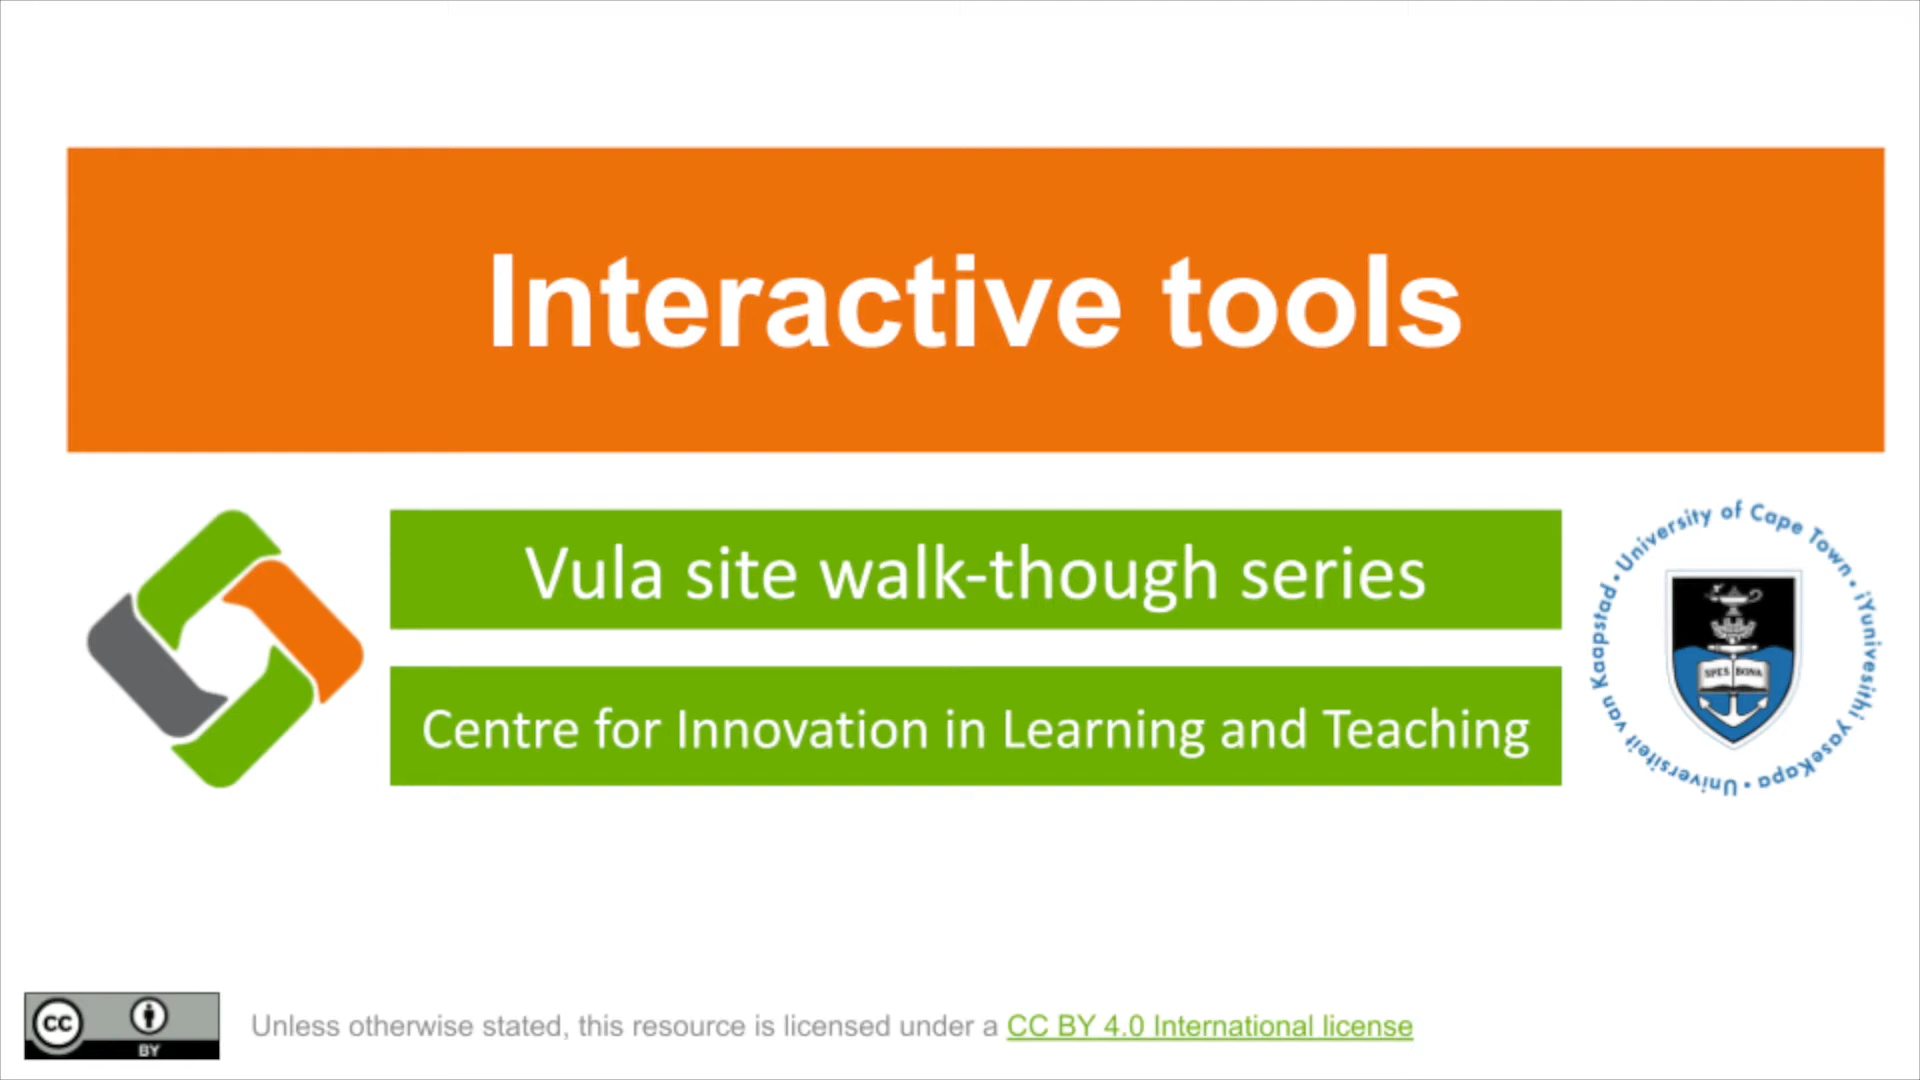 Interactive tools
Vula site walk-though series
Centre for Innovation in Learning and Teaching
University of Cape Town • iYunivesithi yaseKapa • Universiteit van Kaapstad •
SPES BONA
CC BY
Unless otherwise stated, this resource is licensed under a CC BY 4.0 International license